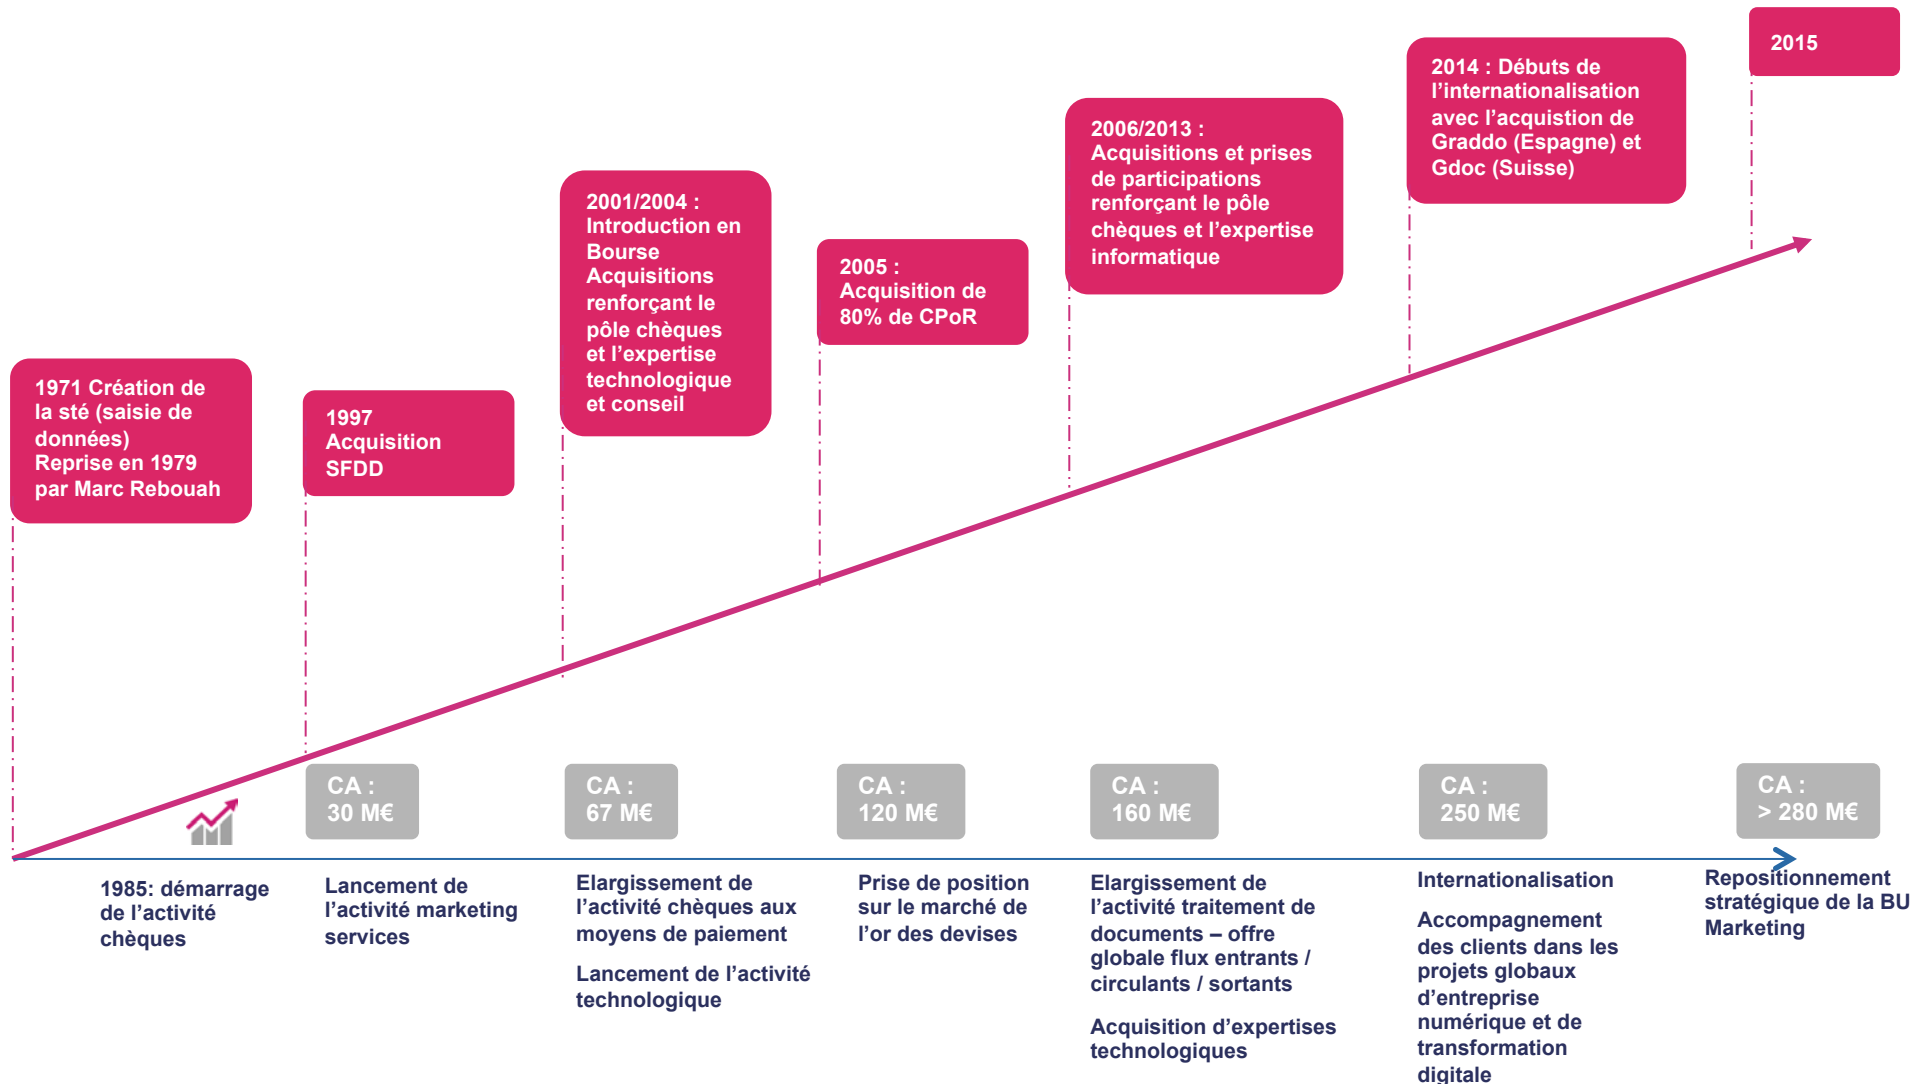 1971 Création de
la sté (saisie de
données)
Reprise en 1979
par Marc Rebouah
1997
Acquisition
SFDD
2001/2004 :
Introduction en
Bourse
Acquisitions
renforçant le
pôle chèques
et l’expertise
technologique
et conseil
2005 :
Acquisition de
80% de CPoR
2006/2013 :
Acquisitions et prises
de participations
renforçant le pôle
chèques et l’expertise
informatique
2014 : Débuts de
l’internationalisation
avec l’acquistion de
Graddo (Espagne) et
Gdoc (Suisse)
2015
CA :
30 M€
CA :
67 M€
CA :
120 M€
CA :
160 M€
CA :
250 M€
CA :
> 280 M€
1985: démarrage
de l’activité
chèques
Lancement de
l’activité marketing
services
Elargissement de
l’activité chèques aux
moyens de paiement
Lancement de l’activité
technologique
Prise de position
sur le marché de
l’or des devises
Elargissement de
l’activité traitement de
documents – offre
globale flux entrants /
circulants / sortants
Acquisition d’expertises
technologiques
Internationalisation
Accompagnement
des clients dans les
projets globaux
d’entreprise
numérique et de
transformation
digitale
Repositionnement
stratégique de la BU
Marketing